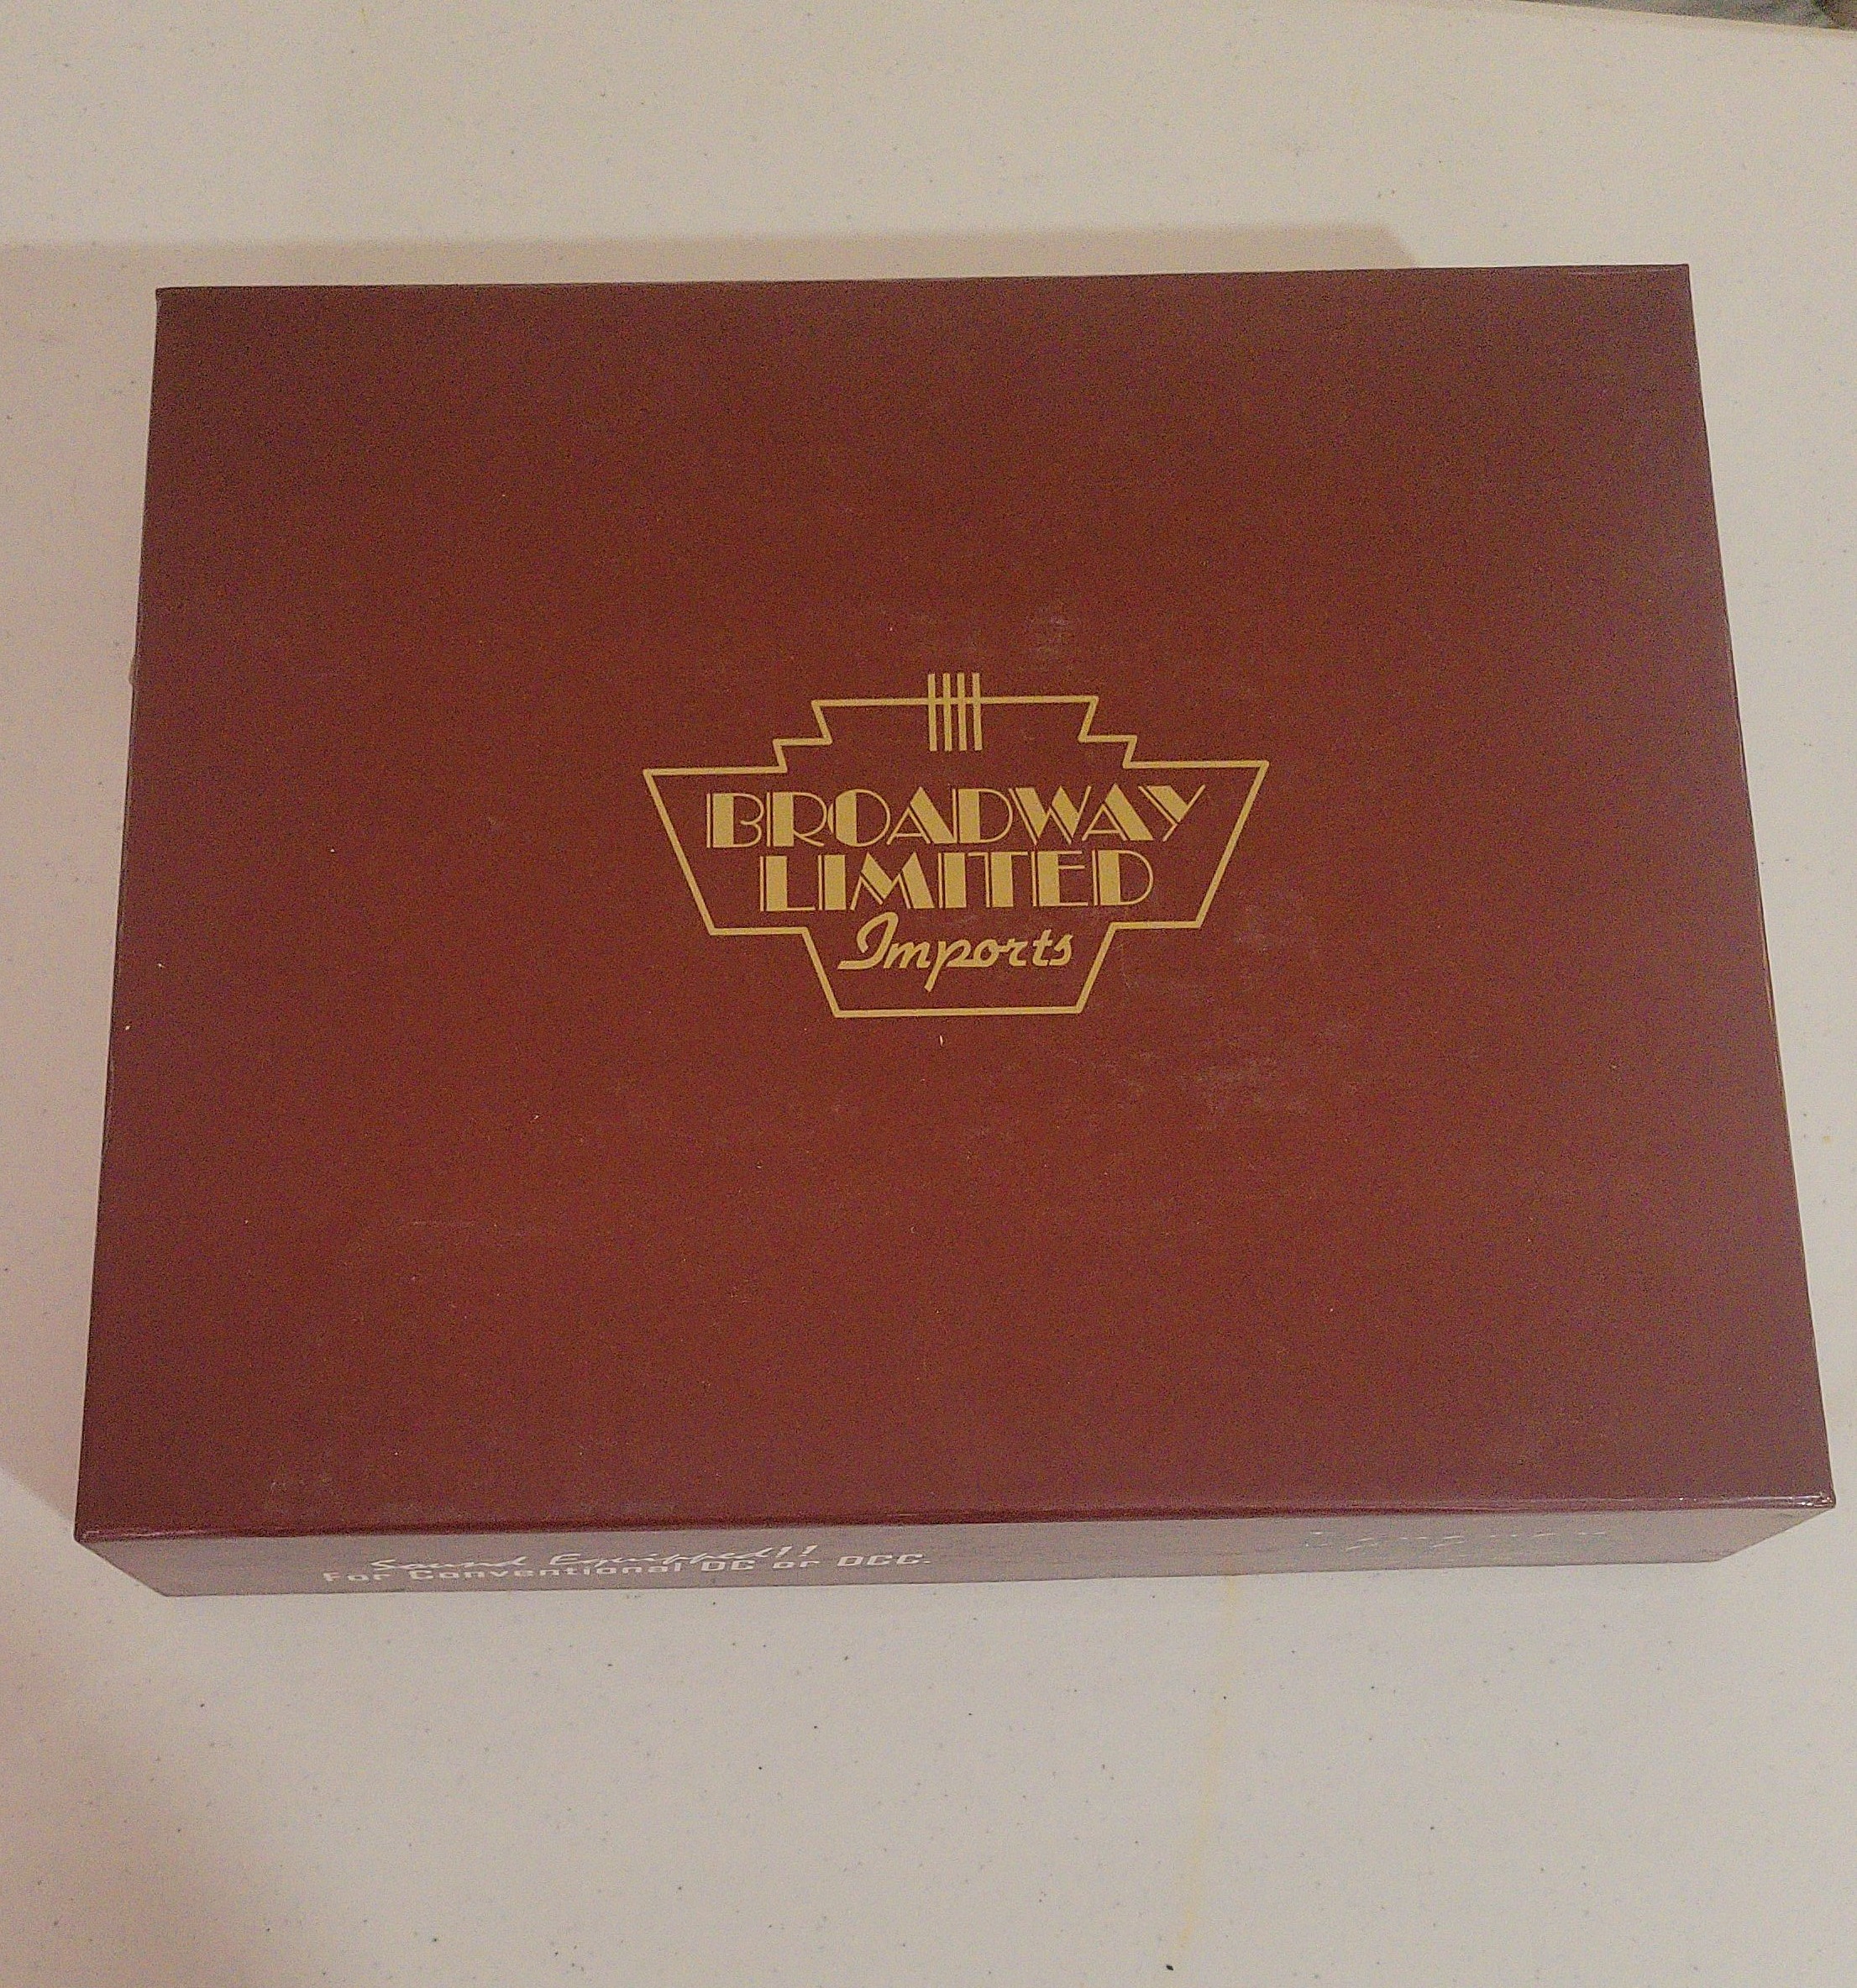 BROADWAY
LIMITED
Imports
Sound Equipped!!
For Conventional DC or DCC.